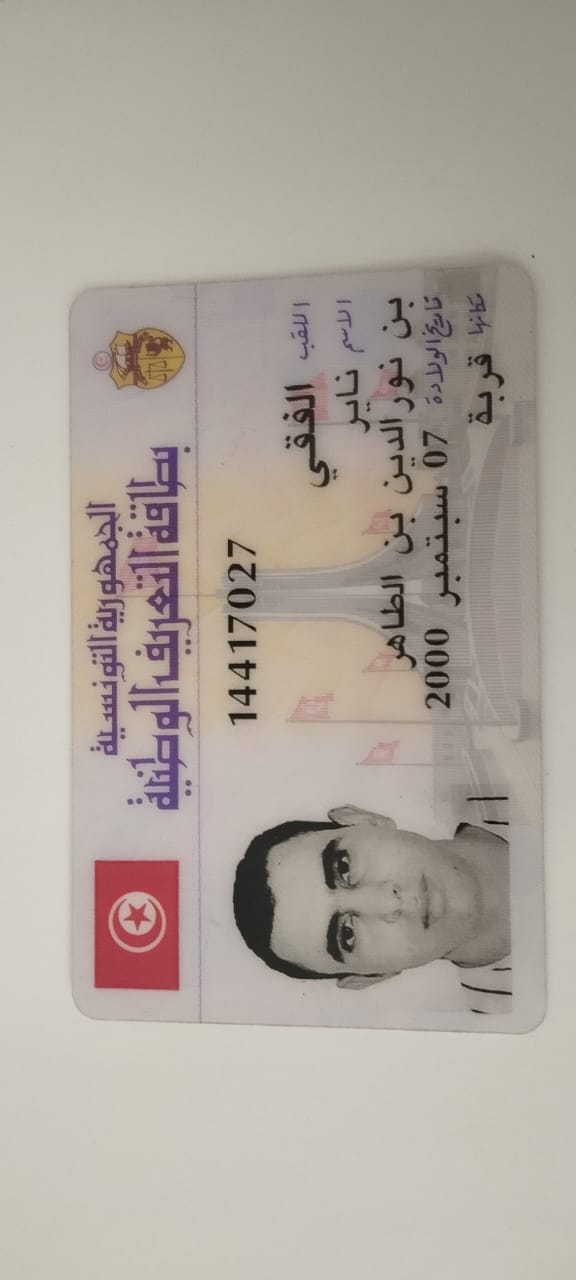 الجمهورية التونسية
بطاقة التعريف الوطنية
14417027
اللقب الفقي
الاسم ناير
بن نورالدين بن الطاهر
تاريخ الولادة 07 سبتمبر 2000
مكانها قربة